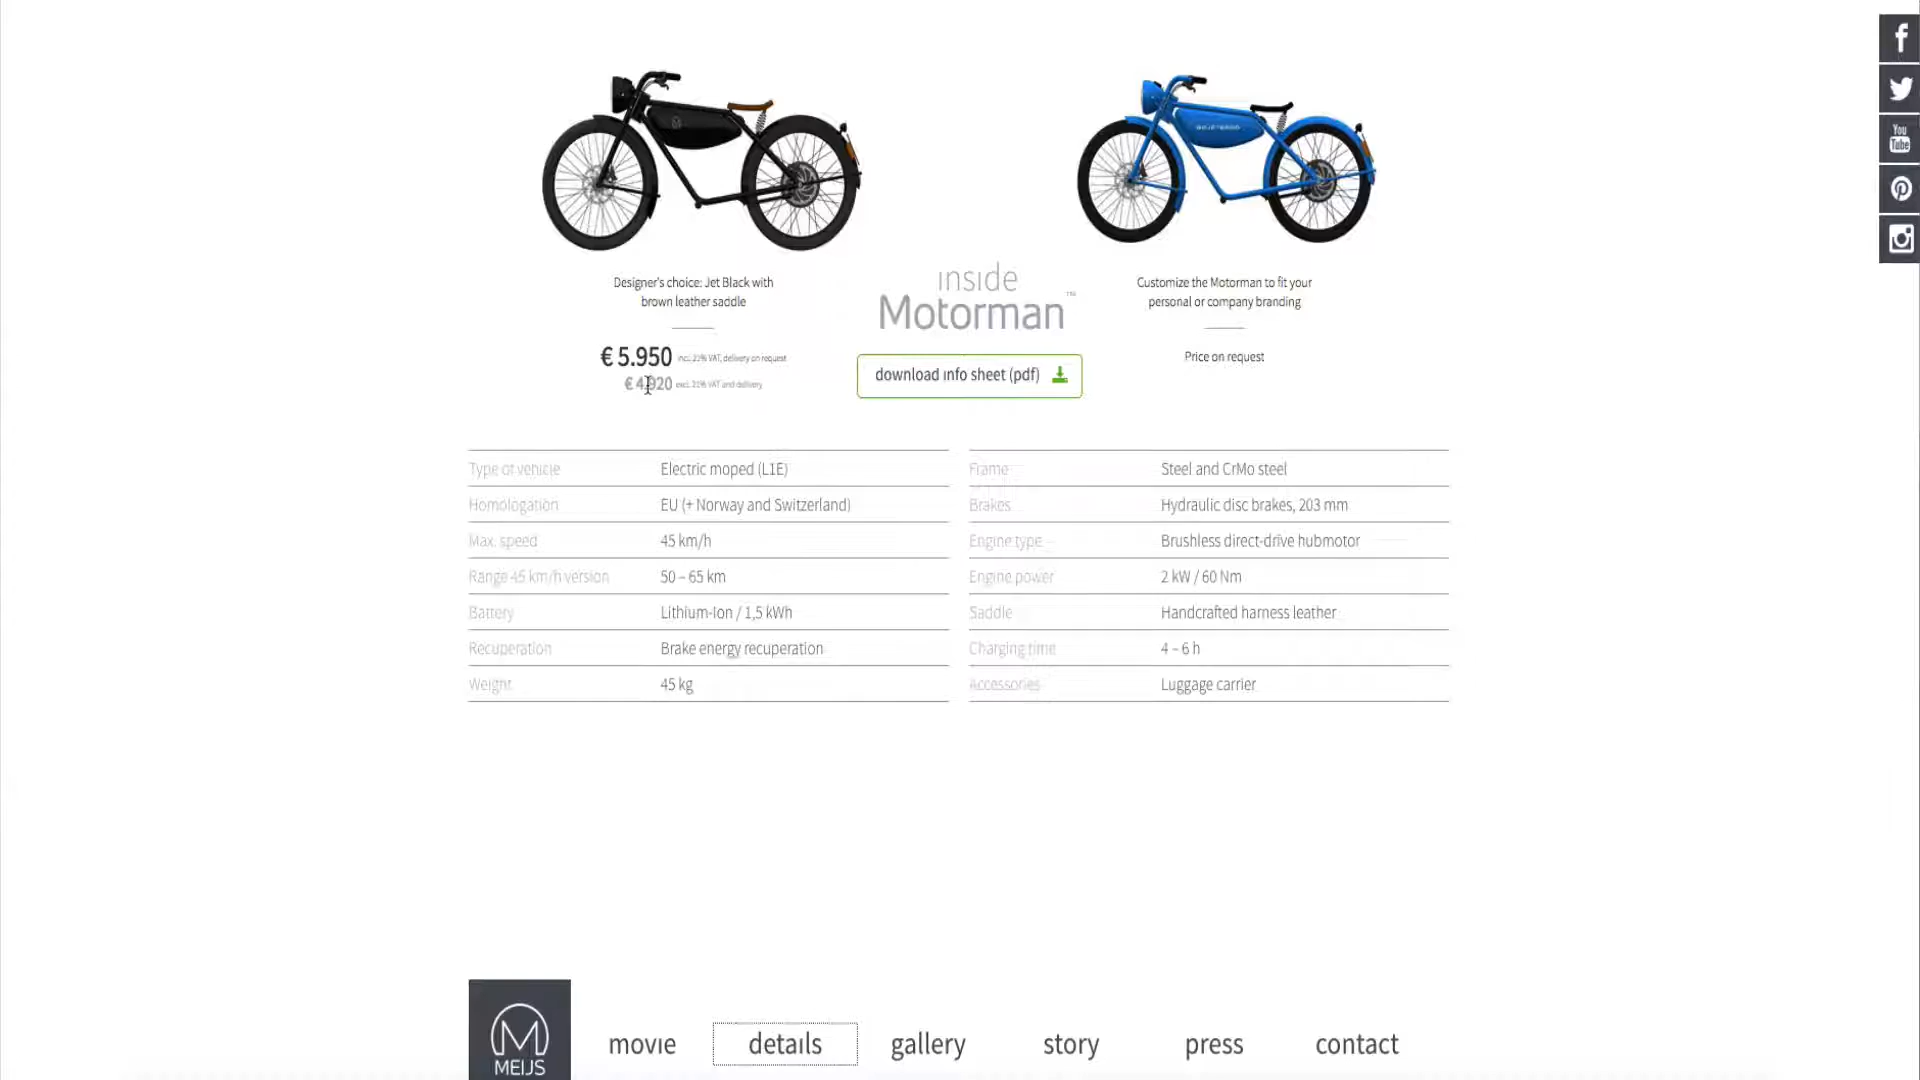 Designer's choice: Jet Black with
brown leather saddle
€ 5.950 incl. 21% VAT, delivery on request
€ 4.920 excl. 21% VAT and delivery
inside
Motorman™
download info sheet (pdf)
Customize the Motorman to fit your
personal or company branding
Price on request
Type of vehicle Electric moped (L1E)
Homologation EU (+ Norway and Switzerland)
Max. speed 45 km/h
Range 45 km/h version 50 – 65 km
Battery Lithium-Ion / 1,5 kWh
Recuperation Brake energy recuperation
Weight 45 kg
Frame Steel and CrMo steel
Brakes Hydraulic disc brakes, 203 mm
Engine type Brushless direct-drive hubmotor
Engine power 2 kW / 60 Nm
Saddle Handcrafted harness leather
Charging time 4 – 6 h
Accessories Luggage carrier
You
Tube
MEIJS
movie details gallery story press contact